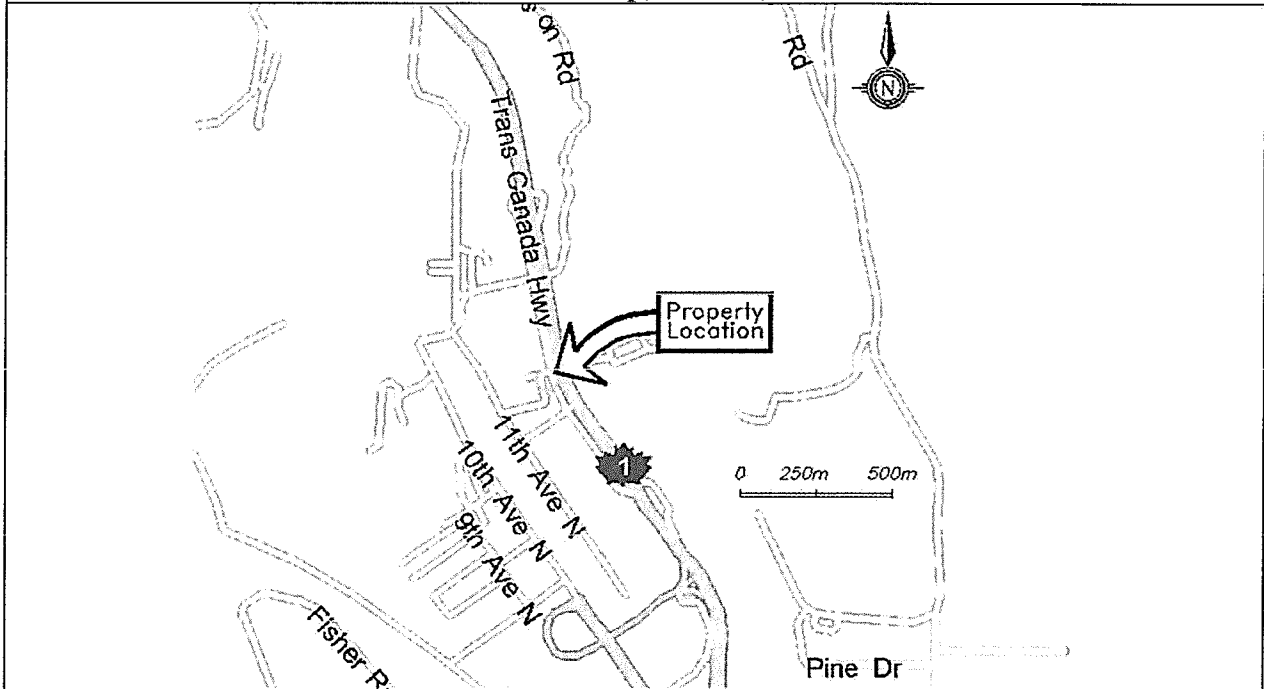 on Rd
Rd
N
Trans Canada Hwy
Property
Location
11th Ave N
10th Ave N
9th Ave N
1
0 250m 500m
Fisher R
Pine Dr